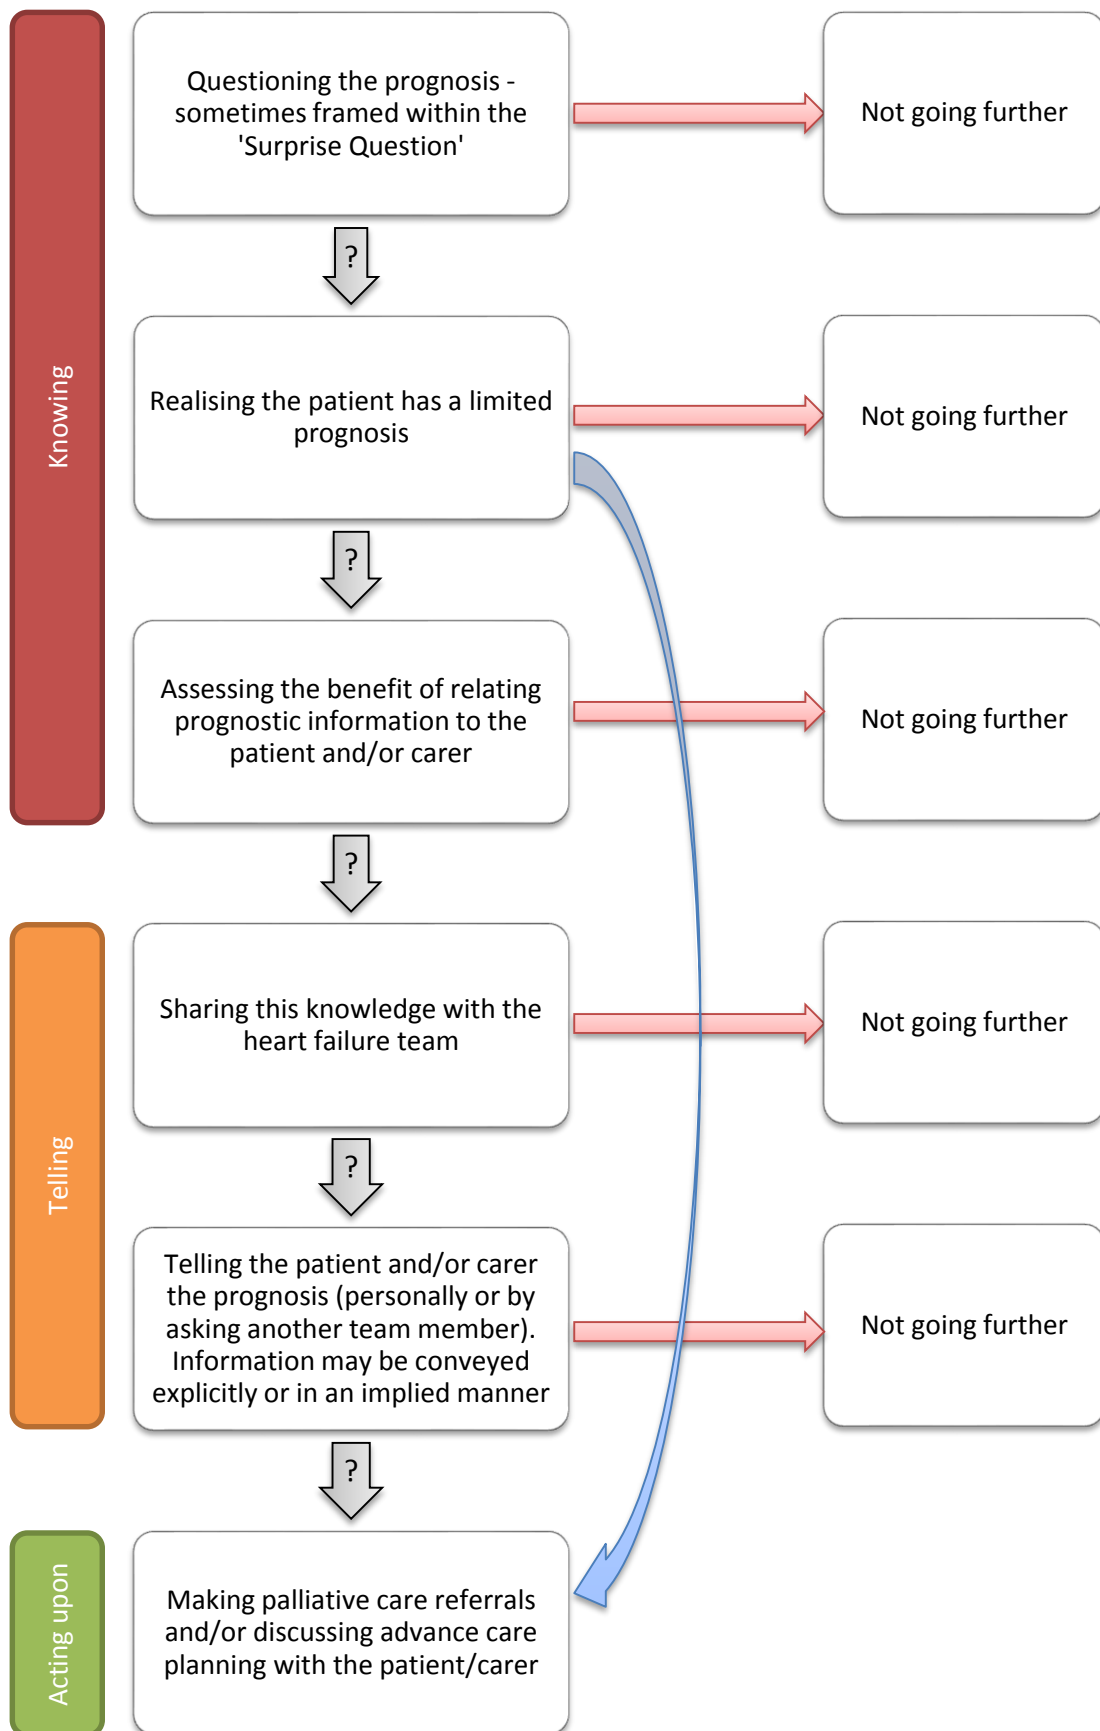 Knowing
Questioning the prognosis -
sometimes framed within the
'Surprise Question'
Not going further
?
Realising the patient has a limited
prognosis
Not going further
?
Assessing the benefit of relating
prognostic information to the
patient and/or carer
Not going further
?
Telling
Sharing this knowledge with the
heart failure team
Not going further
?
Telling the patient and/or carer
the prognosis (personally or by
asking another team member).
Information may be conveyed
explicitly or in an implied manner
Not going further
?
Acting upon
Making palliative care referrals
and/or discussing advance care
planning with the patient/carer